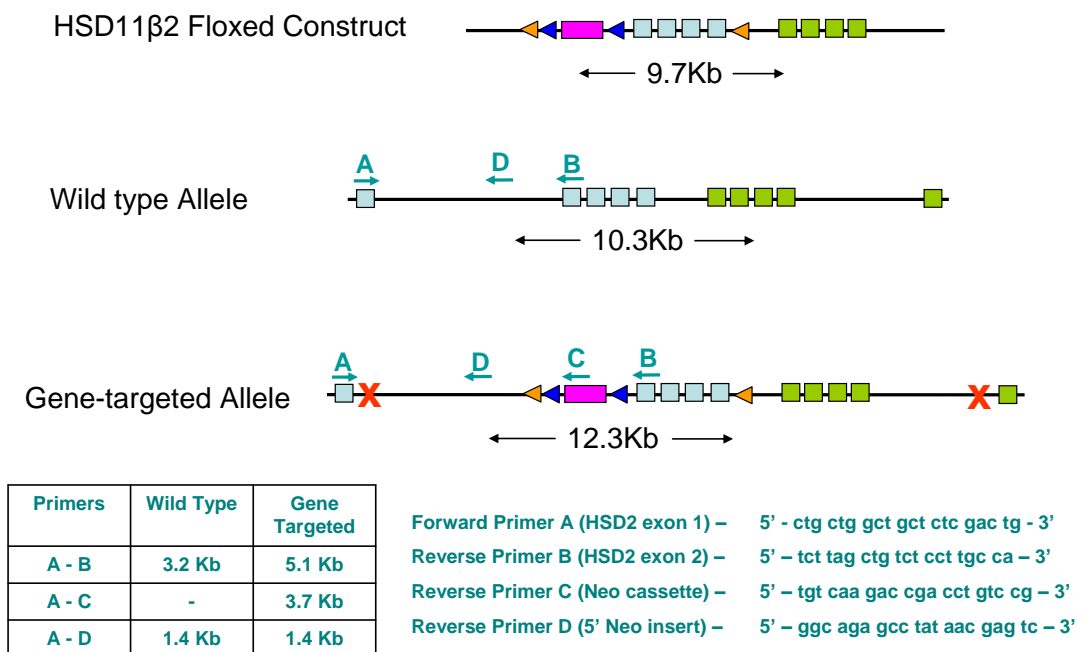 HSD11β2 Floxed Construct
9.7Kb
A
D
B
Wild type Allele
10.3Kb
A
D
C
B
Gene-targeted Allele
X
X
12.3Kb
Primers Wild Type Gene Targeted
A - B 3.2 Kb 5.1 Kb
A - C - 3.7 Kb
A - D 1.4 Kb 1.4 Kb
Forward Primer A (HSD2 exon 1) – 5' - ctg ctg gct gct ctc gac tg - 3'
Reverse Primer B (HSD2 exon 2) – 5' – tct tag ctg tct cct tgc ca – 3'
Reverse Primer C (Neo cassette) – 5' – tgt caa gac cga cct gtc cg – 3'
Reverse Primer D (5' Neo insert) – 5' – ggc aga gcc tat aac gag tc – 3'